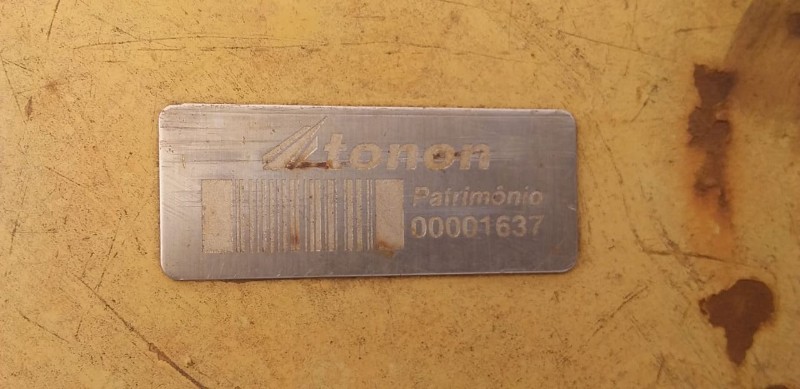 tonon
Patrimônio
00001637